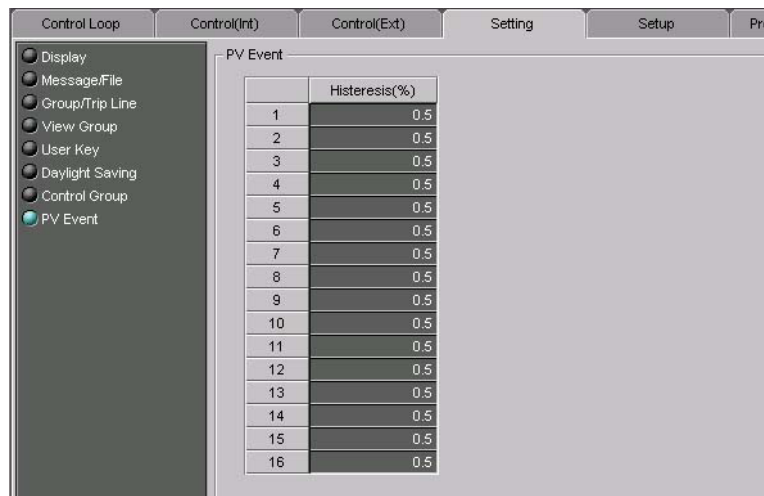 Control Loop Control(Int) Control(Ext) Setting Setup Pr
Display
Message/File
Group/Trip Line
View Group
User Key
Daylight Saving
Control Group
PV Event
PV Event
Histeresis(%)
1 0.5
2 0.5
3 0.5
4 0.5
5 0.5
6 0.5
7 0.5
8 0.5
9 0.5
10 0.5
11 0.5
12 0.5
13 0.5
14 0.5
15 0.5
16 0.5